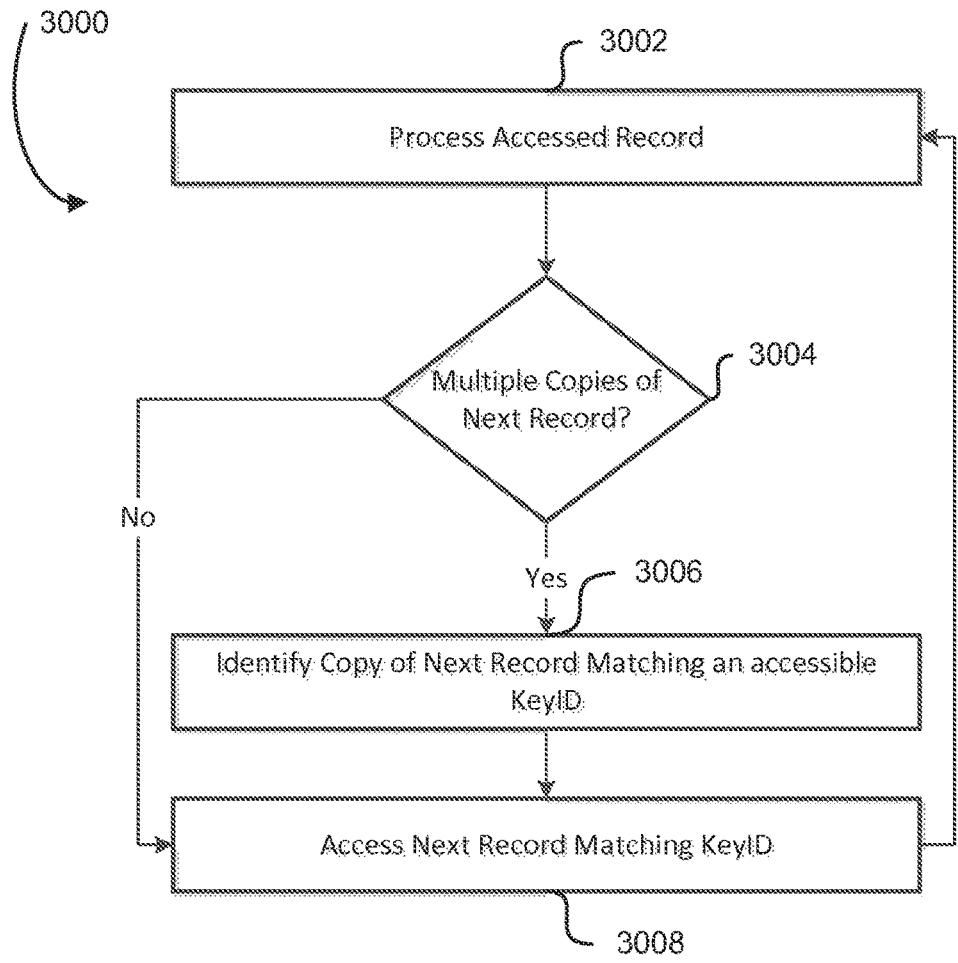 3000
3002
Process Accessed Record
3004
Multiple Copies of
Next Record?
No
Yes
3006
Identify Copy of Next Record Matching an accessible
KeyID
Access Next Record Matching KeyID
3008